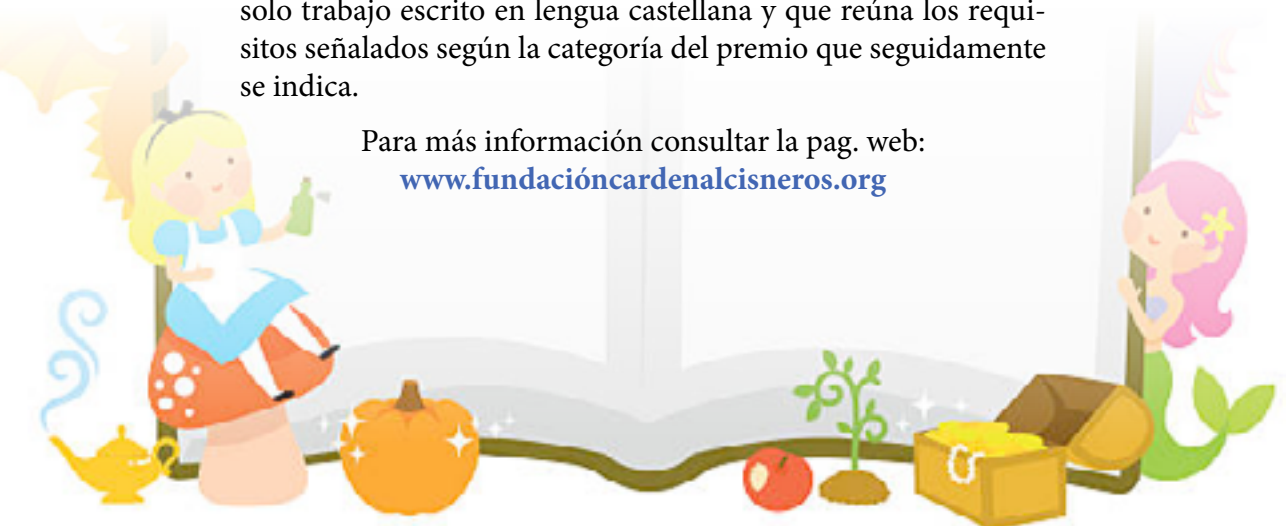 solo trabajo escrito en lengua castellana y que reúna los requi-
sitos señalados según la categoría del premio que seguidamente
se indica.
Para más información consultar la pag. web:
www.fundacióncardenalcisneros.org